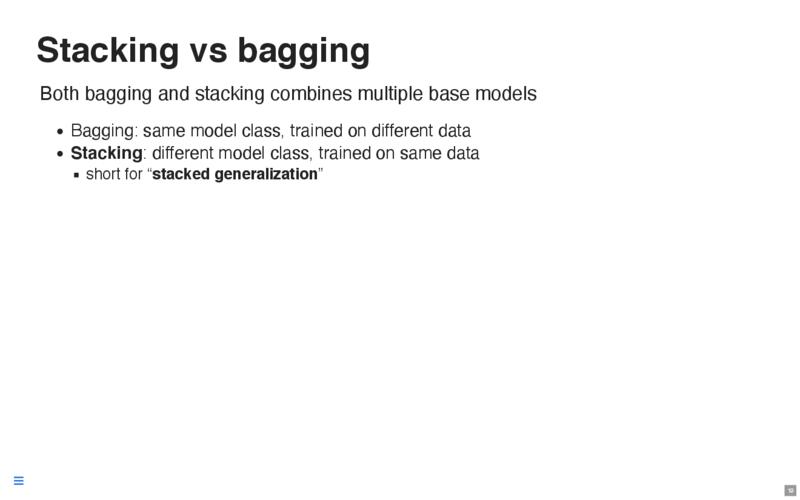 Stacking vs bagging
Both bagging and stacking combines multiple base models
• Bagging: same model class, trained on different data
• Stacking: different model class, trained on same data
▪ short for “stacked generalization”